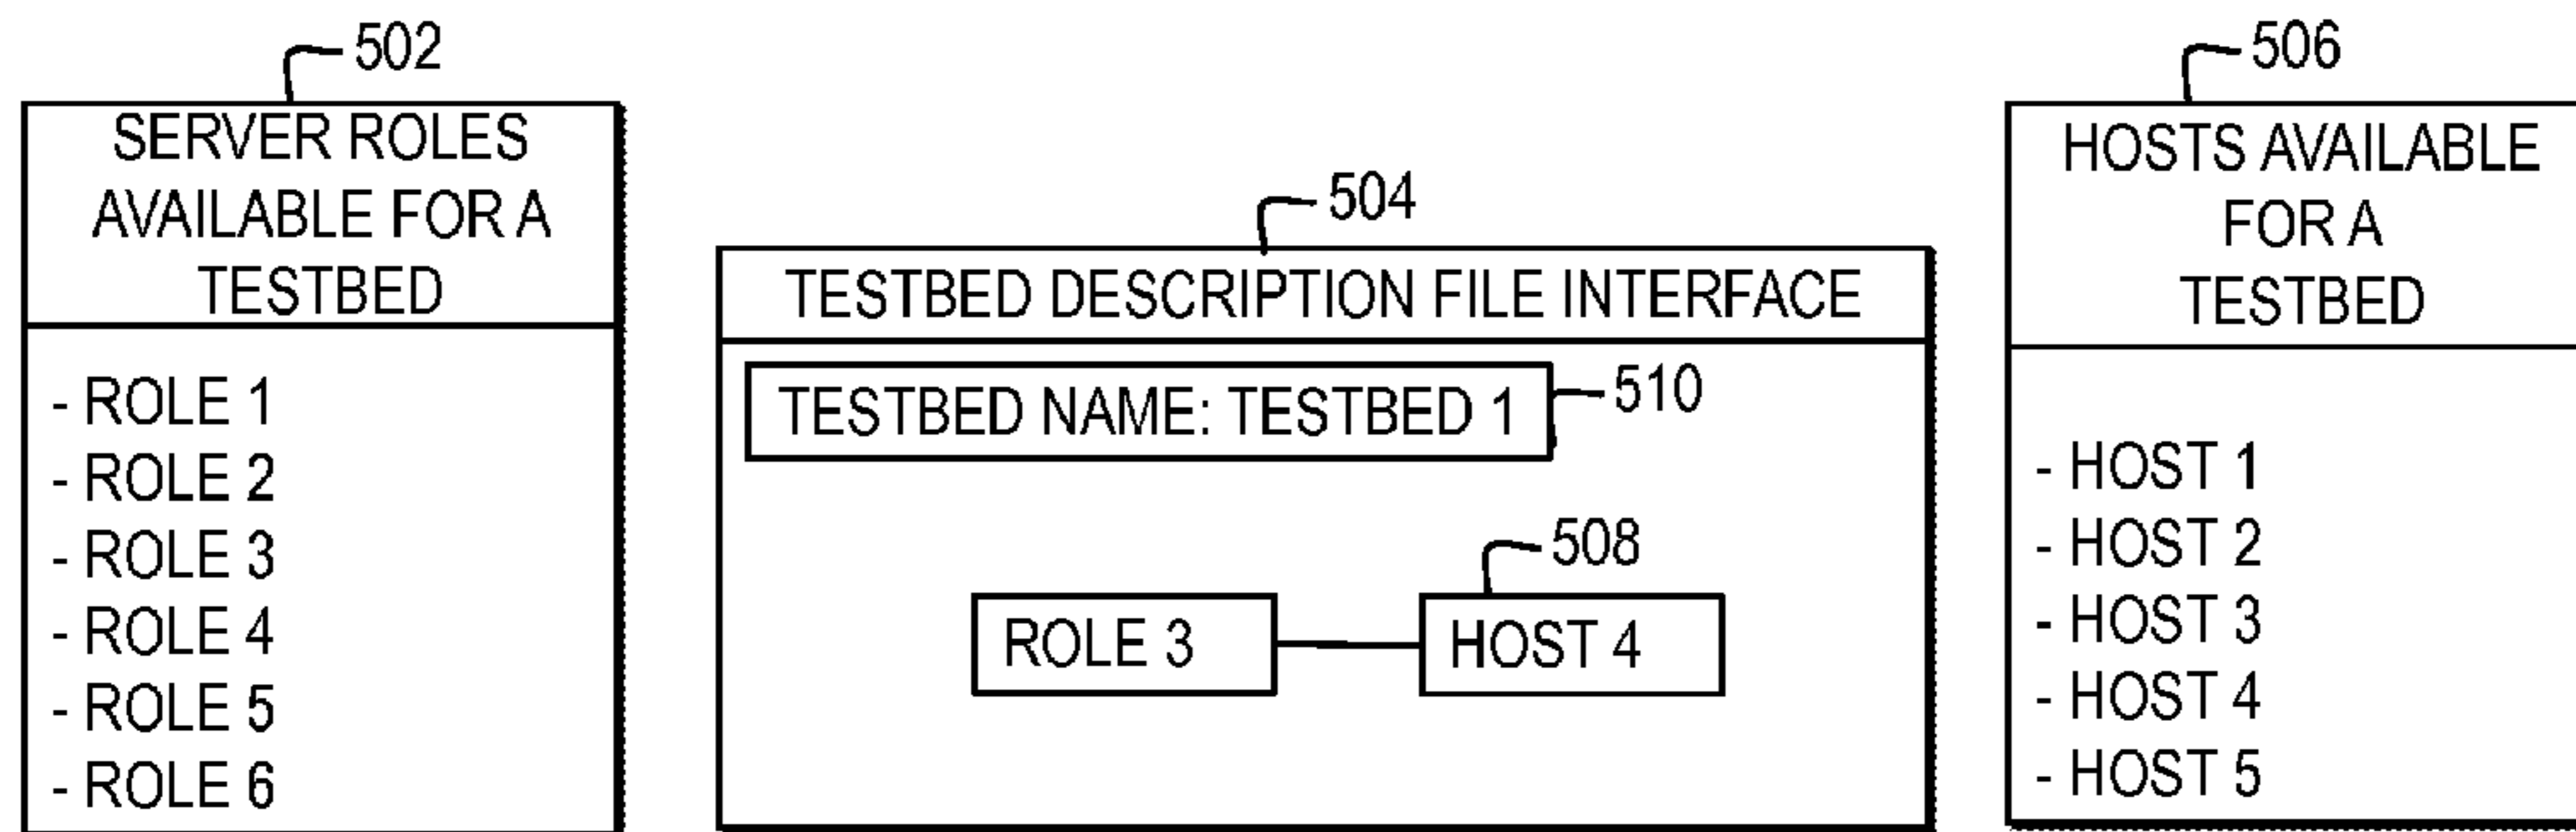 502
SERVER ROLES
AVAILABLE FOR A
TESTBED
- ROLE 1
- ROLE 2
- ROLE 3
- ROLE 4
- ROLE 5
- ROLE 6
504
TESTBED DESCRIPTION FILE INTERFACE
TESTBED NAME: TESTBED 1
510
508
ROLE 3
HOST 4
506
HOSTS AVAILABLE
FOR A
TESTBED
- HOST 1
- HOST 2
- HOST 3
- HOST 4
- HOST 5